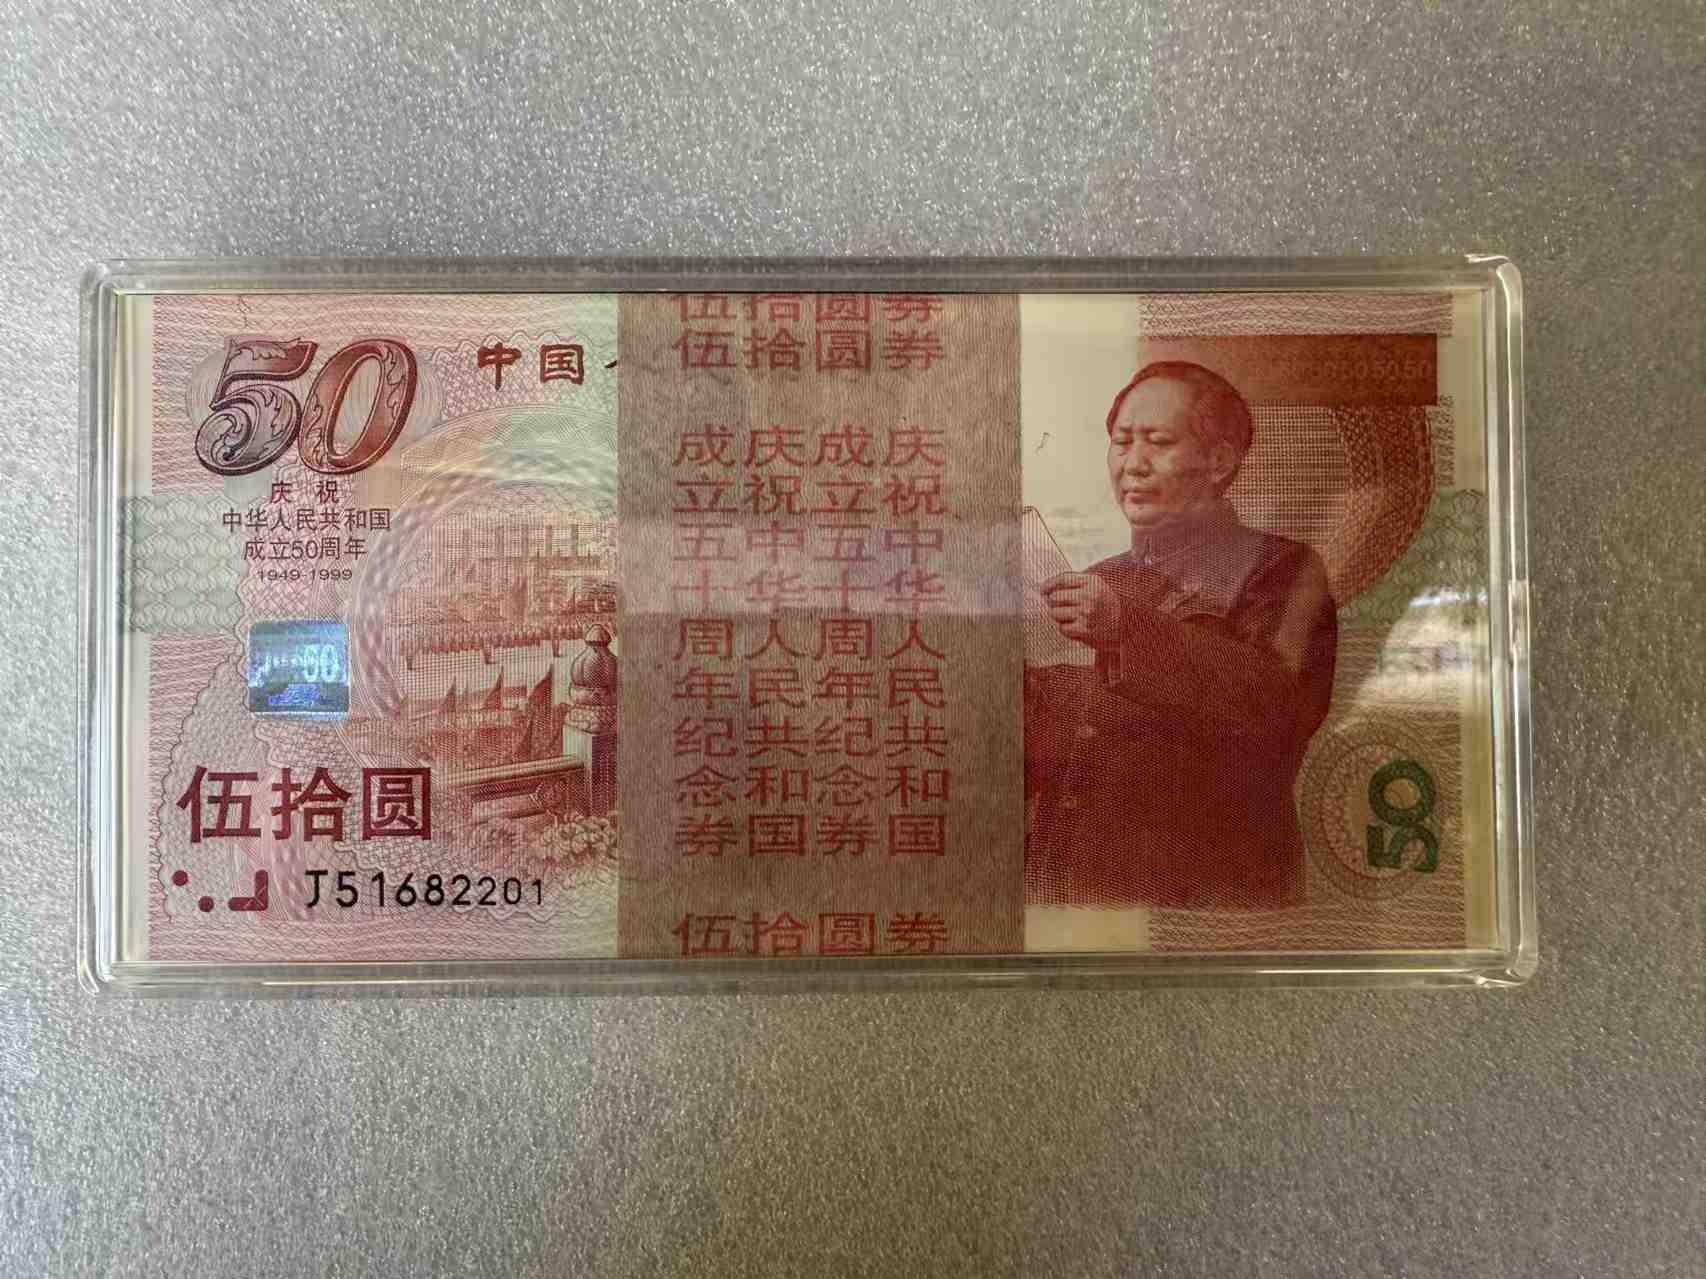 50
中国
庆 祝
中华人民共和国
成立50周年
1949-1999
50
伍拾圆
J51682201
伍拾圆券
伍拾圆券
成庆成庆
立祝立祝
五中五中
十华十华
周人周人
年民年民
纪共纪共
念和念和
券国券国
伍拾圆券
505050
50